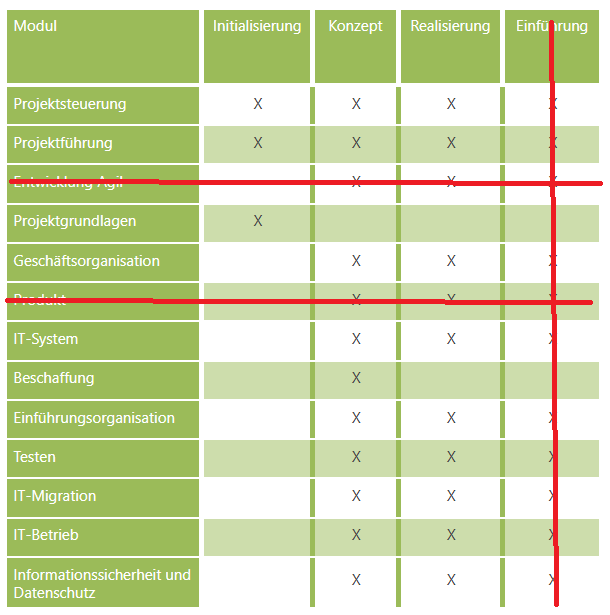 Modul Initialisierung Konzept Realisierung Einführung
Projektsteuerung X X X X
Projektführung X X X X
Entwicklung Agil X X X
Projektgrundlagen X
Geschäftsorganisation X X X
Produkt X X X
IT-System X X X
Beschaffung X
Einführungsorganisation X X X
Testen X X X
IT-Migration X X X
IT-Betrieb X X X
Informationssicherheit und
Datenschutz X X X